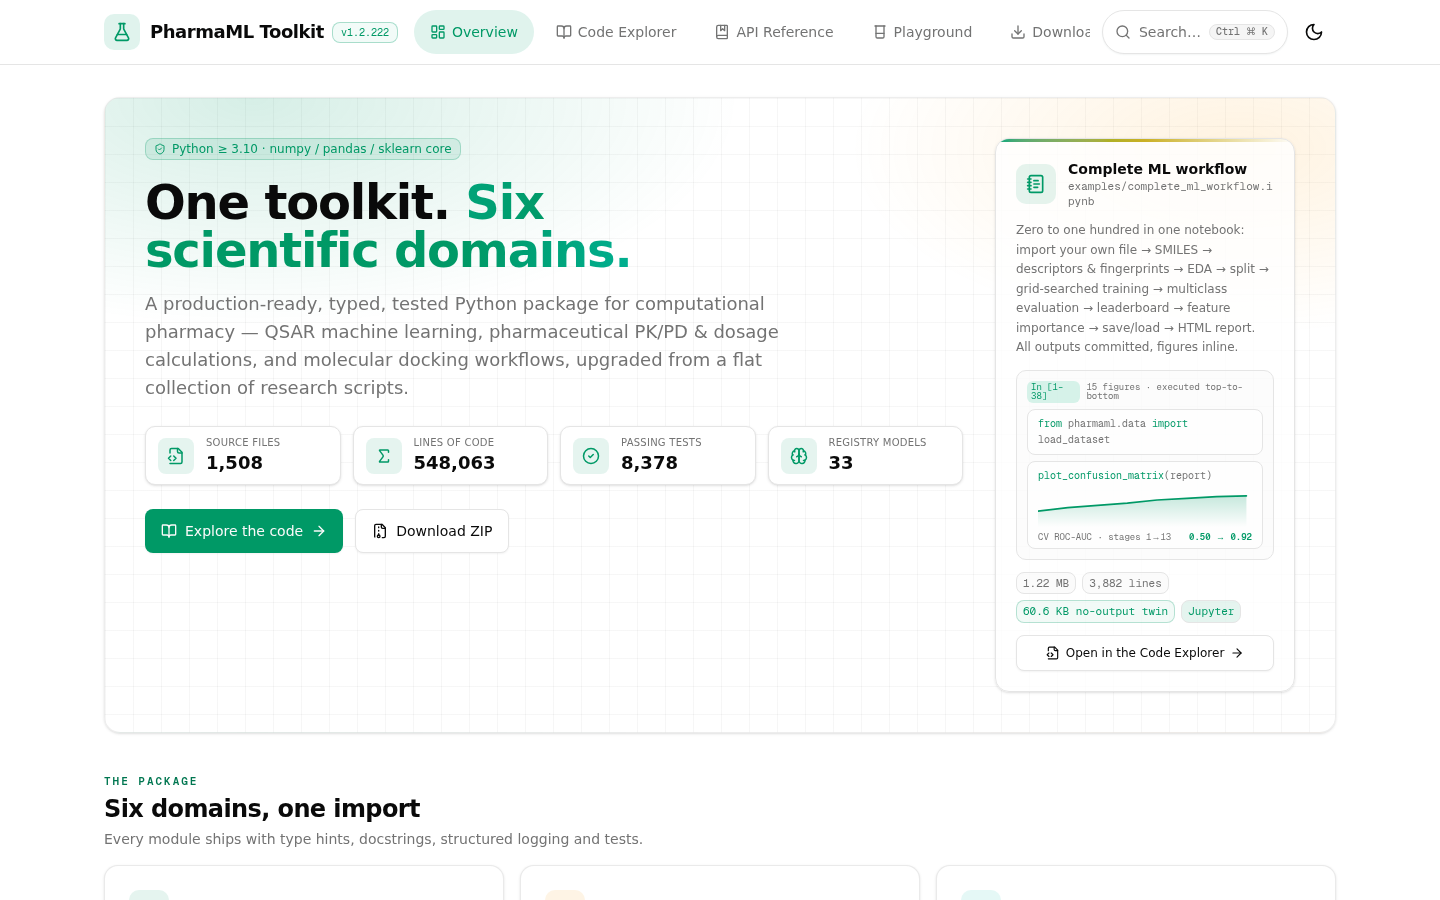 PharmaML Toolkit v1.2.222 Overview Code Explorer API Reference Playground Downloa Search... Ctrl ⌘ K
Python ≥ 3.10 · numpy / pandas / sklearn core
One toolkit. Six
scientific domains.
A production-ready, typed, tested Python package for computational
pharmacy — QSAR machine learning, pharmaceutical PK/PD & dosage
calculations, and molecular docking workflows, upgraded from a flat
collection of research scripts.
SOURCE FILES
1,508
LINES OF CODE
548,063
PASSING TESTS
8,378
REGISTRY MODELS
33
Explore the code →
Download ZIP
Complete ML workflow
examples/complete_ml_workflow.i
pynb
Zero to one hundred in one notebook:
import your own file → SMILES →
descriptors & fingerprints → EDA → split →
grid-searched training → multiclass
evaluation → leaderboard → feature
importance → save/load → HTML report.
All outputs committed, figures inline.
In [1-
38]
15 figures · executed top-to-
bottom
from pharmaml.data import
load_dataset
plot_confusion_matrix(report)
CV ROC-AUC · stages 1→13 0.50 → 0.92
1.22 MB 3,882 lines
60.6 KB no-output twin Jupyter
Open in the Code Explorer →
THE PACKAGE
Six domains, one import
Every module ships with type hints, docstrings, structured logging and tests.